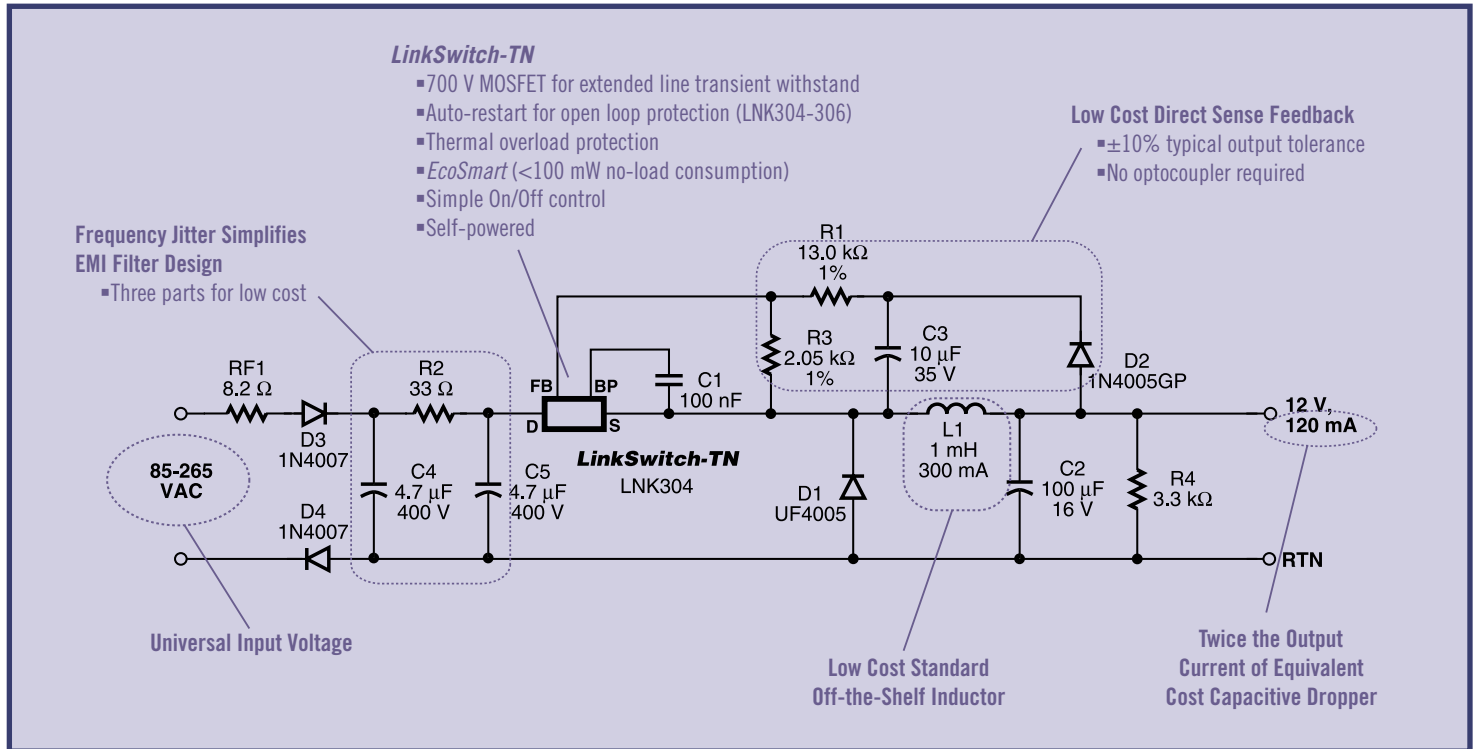 LinkSwitch-TN
▪700 V MOSFET for extended line transient withstand
▪Auto-restart for open loop protection (LNK304-306)
▪Thermal overload protection
▪EcoSmart (<100 mW no-load consumption)
▪Simple On/Off control
▪Self-powered
Low Cost Direct Sense Feedback
▪±10% typical output tolerance
▪No optocoupler required
Frequency Jitter Simplifies
EMI Filter Design
▪Three parts for low cost
R1
13.0 kΩ
1%
R3
2.05 kΩ
1%
C3
10 µF
35 V
D2
1N4005GP
RF1
8.2 Ω
R2
33 Ω
FB
BP
D
S
C1
100 nF
D3
1N4007
LinkSwitch-TN
LNK304
85-265
VAC
C4
4.7 µF
400 V
C5
4.7 µF
400 V
D4
1N4007
D1
UF4005
L1
1 mH
300 mA
C2
100 µF
16 V
R4
3.3 kΩ
12 V,
120 mA
RTN
Universal Input Voltage
Low Cost Standard
Off-the-Shelf Inductor
Twice the Output
Current of Equivalent
Cost Capacitive Dropper